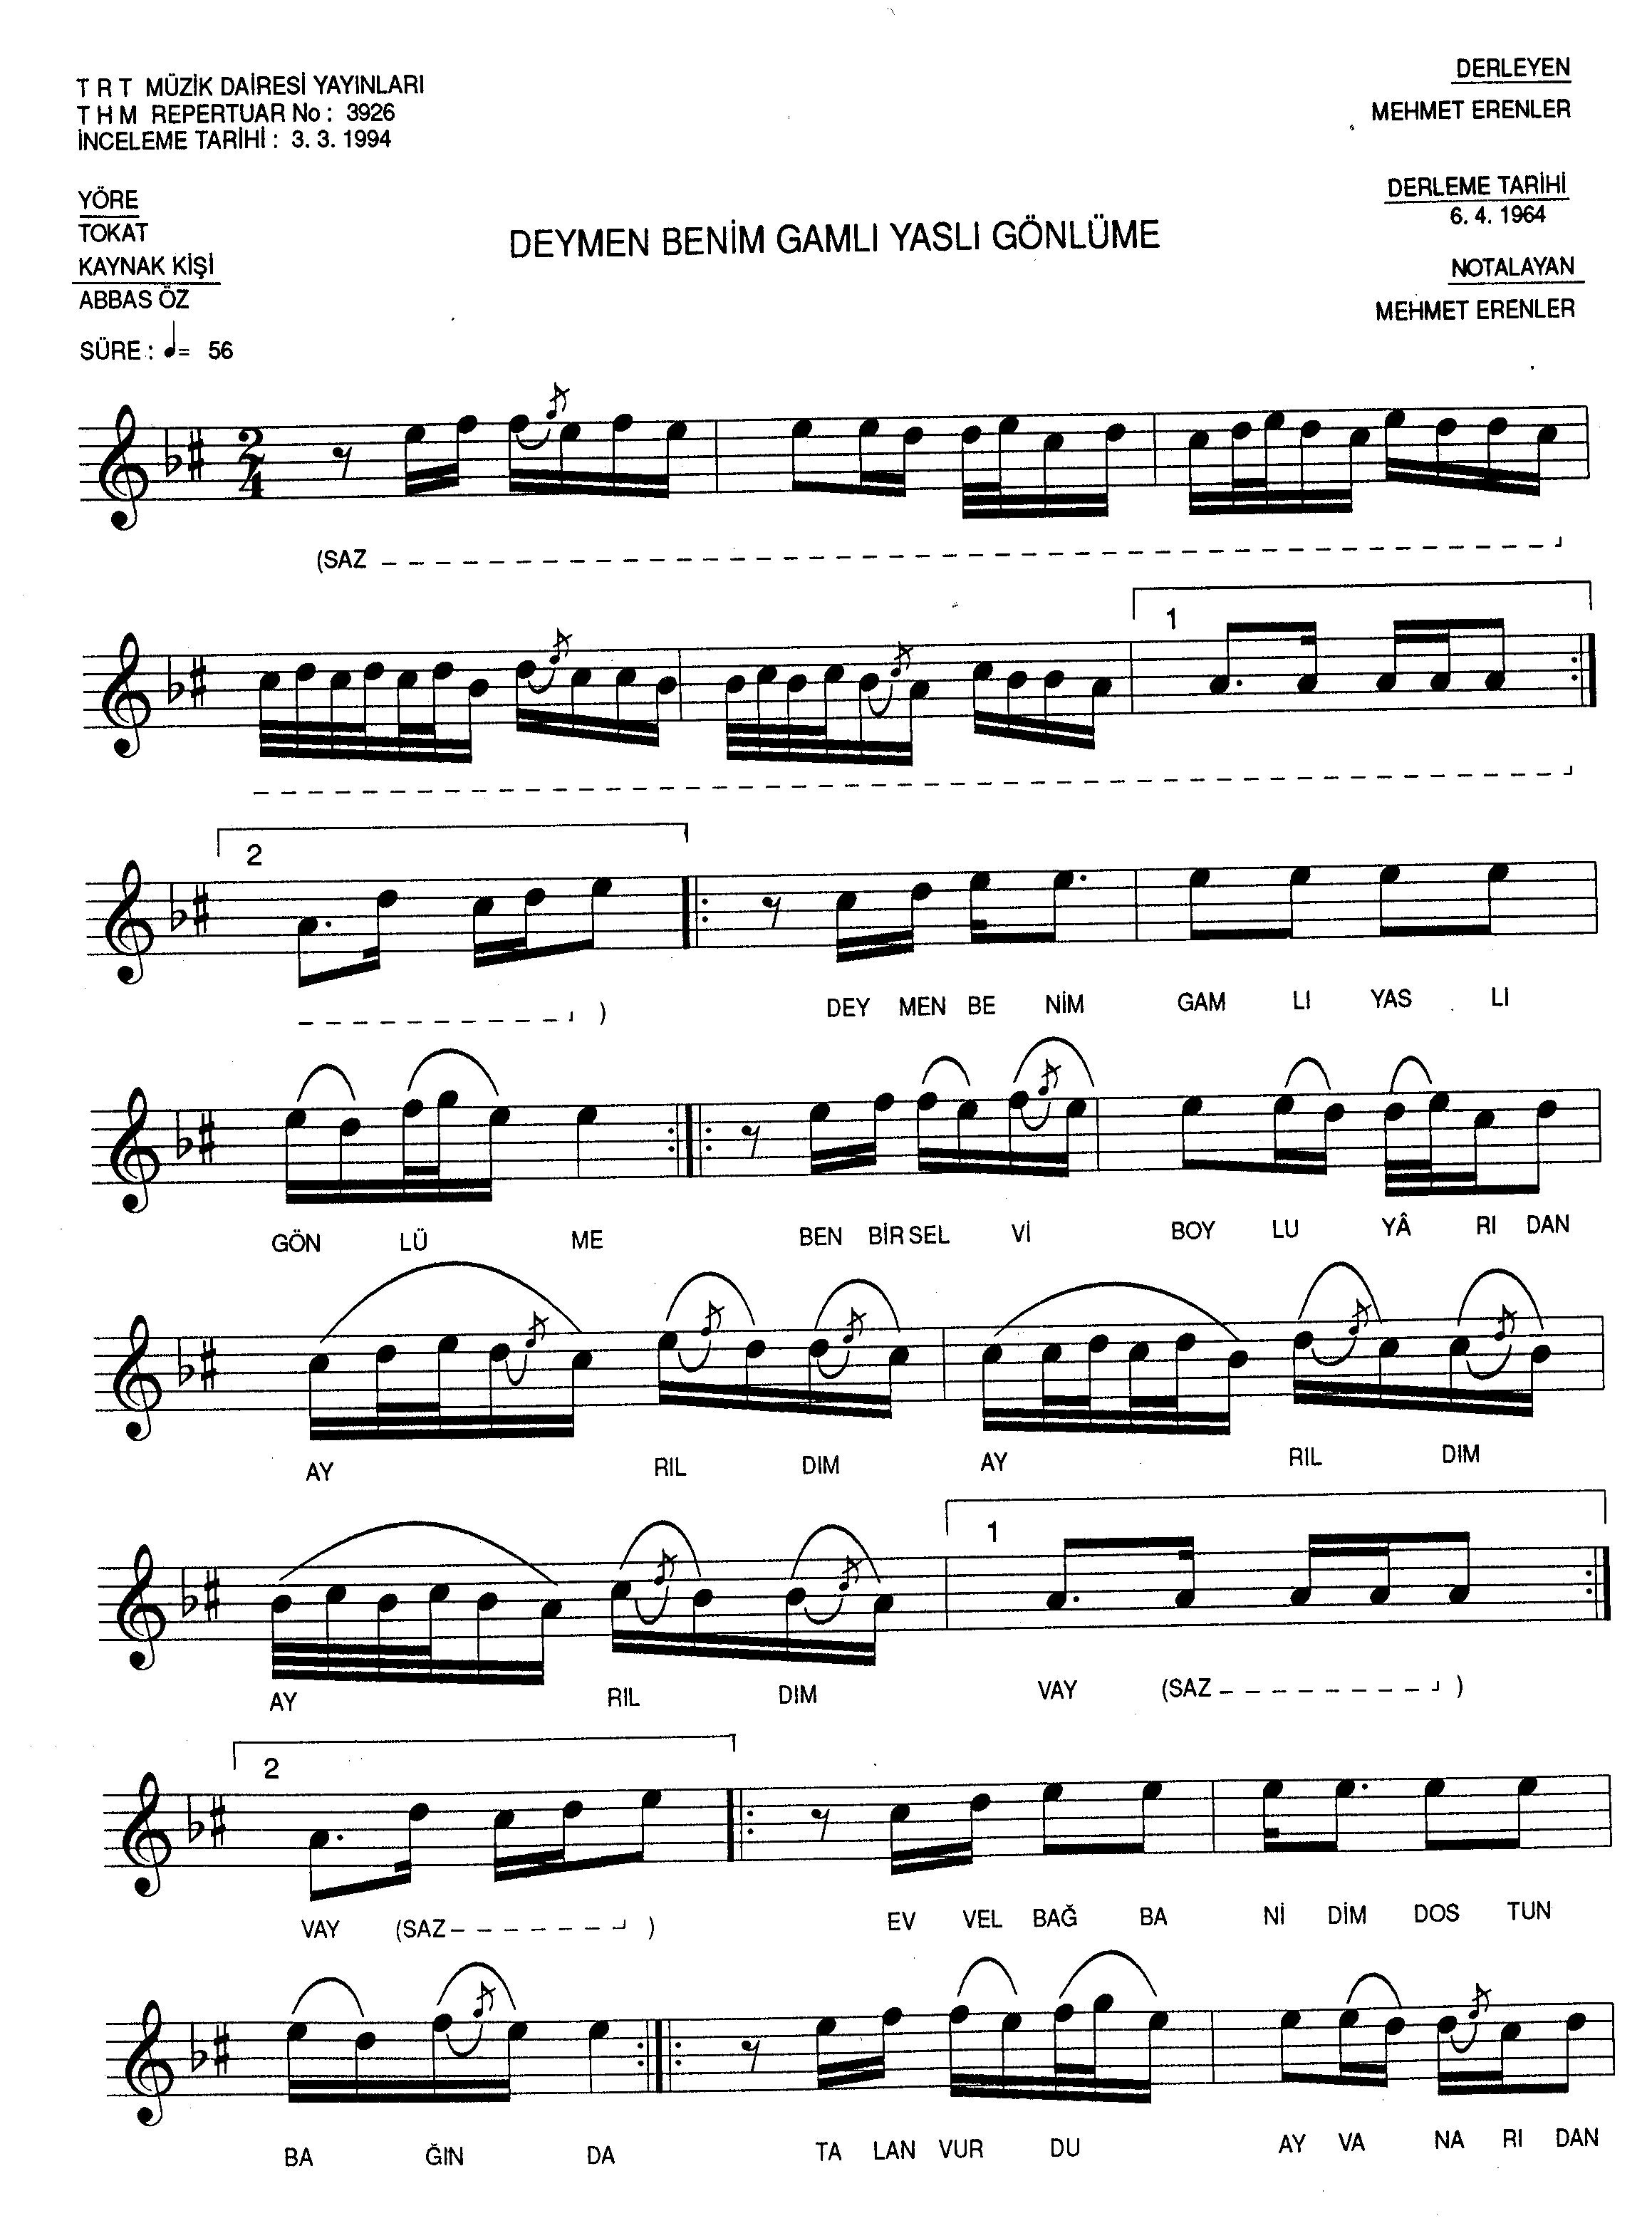 T R T MÜZİK DAİRESİ YAYINLARI
T H M REPERTUAR No : 3926
İNCELEME TARİHİ : 3. 3. 1994
DERLEYEN
MEHMET ERENLER
YÖRE
TOKAT
KAYNAK KİŞİ
ABBAS ÖZ
SÜRE : ♩= 56
DEYMEN BENİM GAMLI YASLI GÖNLÜME
DERLEME TARİHİ
6. 4. 1964
NOTALAYAN
MEHMET ERENLER
2
4
(SAZ
1
2
)
DEY MEN BE NİM GAM LI YAS LI
GÖN LÜ ME BEN BİR SEL Vİ BOY LU YÂ RI DAN
AY RIL DIM AY RIL DIM
1
AY RIL DIM VAY (SAZ )
2
VAY (SAZ ) EV VEL BAĞ BA Nİ DİM DOS TUN
BA ĞIN DA TA LAN VUR DU AY VA NA RI DAN